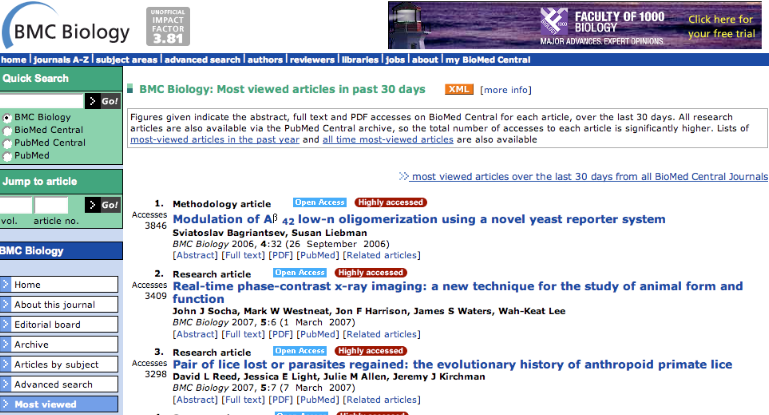 BMC Biology
UNOFFICIAL
IMPACT
FACTOR
3.81
FACULTY OF 1000
BIOLOGY
MAJOR ADVANCES. EXPERT OPINIONS.
Click here for
your free trial
home | journals A-Z | subject areas | advanced search | authors | reviewers | libraries | jobs | about | my BioMed Central
Quick Search
Go!
BMC Biology
BioMed Central
PubMed Central
PubMed
Jump to article
Go!
vol. article no.
BMC Biology
Home
About this journal
Editorial board
Archive
Articles by subject
Advanced search
Most viewed
BMC Biology: Most viewed articles in past 30 days XML [more info]
Figures given indicate the abstract, full text and PDF accesses on BioMed Central for each article, over the last 30 days. All research
articles are also available via the PubMed Central archive, so the total number of accesses to each article is significantly higher. Lists of
most-viewed articles in the past year and all time most-viewed articles are also available
most viewed articles over the last 30 days from all BioMed Central Journals
1. Methodology article Open Access Highly accessed
Accesses
3846
Modulation of Aβ 42 low-n oligomerization using a novel yeast reporter system
Sviatoslav Bagriantsev, Susan Liebman
BMC Biology 2006, 4:32 (26 September 2006)
[Abstract] [Full text] [PDF] [PubMed] [Related articles]
2. Research article Open Access Highly accessed
Accesses
3409
Real-time phase-contrast x-ray imaging: a new technique for the study of animal form and
function
John J Socha, Mark W Westneat, Jon F Harrison, James S Waters, Wah-Keat Lee
BMC Biology 2007, 5:6 (1 March 2007)
[Abstract] [Full text] [PDF] [PubMed] [Related articles]
3. Research article Open Access Highly accessed
Accesses
3298
Pair of lice lost or parasites regained: the evolutionary history of anthropoid primate lice
David L Reed, Jessica E Light, Julie M Allen, Jeremy J Kirchman
BMC Biology 2007, 5:7 (7 March 2007)
[Abstract] [Full text] [PDF] [PubMed] [Related articles]